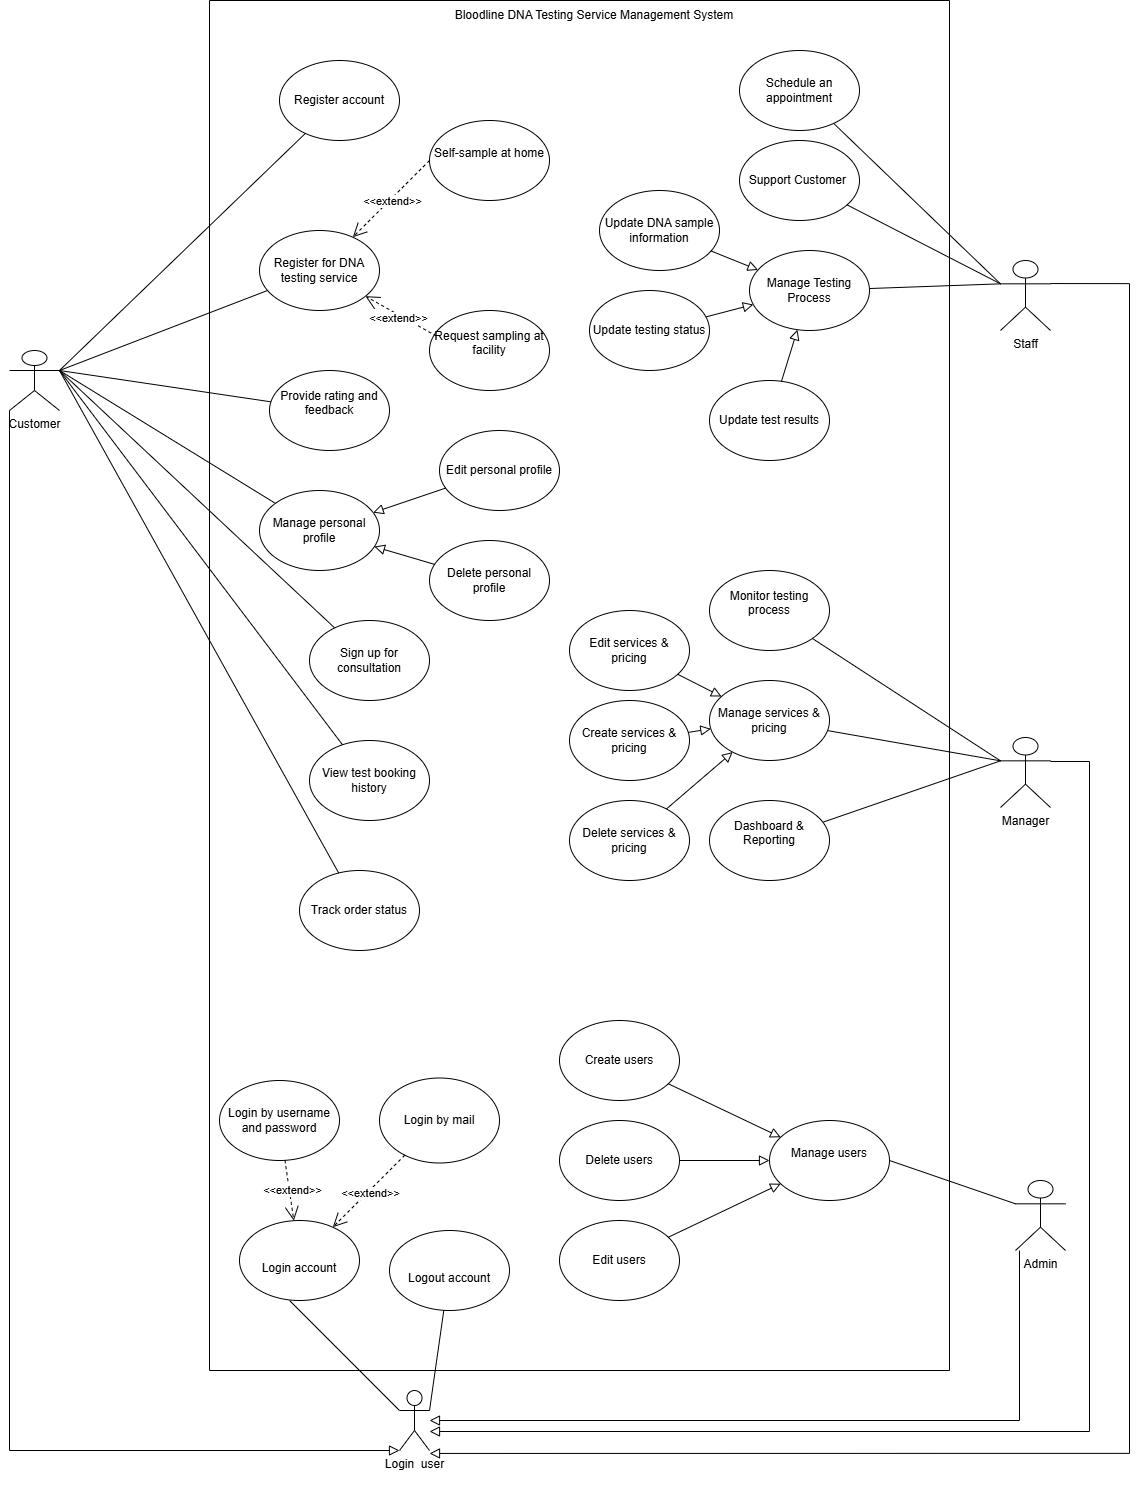 Bloodline DNA Testing Service Management System
Register account
Self-sample at home
<<extend>>
Register for DNA
testing service
<<extend>>
Request sampling at
facility
Customer
Provide rating and
feedback
Edit personal profile
Manage personal
profile
Delete personal
profile
Sign up for
consultation
View test booking
history
Track order status
Schedule an
appointment
Support Customer
Update DNA sample
information
Manage Testing
Process
Update testing status
Update test results
Staff
Monitor testing
process
Edit services &
pricing
Manage services &
pricing
Create services &
pricing
Delete services &
pricing
Dashboard &
Reporting
Manager
Create users
Delete users
Manage users
Edit users
Admin
Login by username
and password
Login by mail
<<extend>>
<<extend>>
Login account
Logout account
Login  user